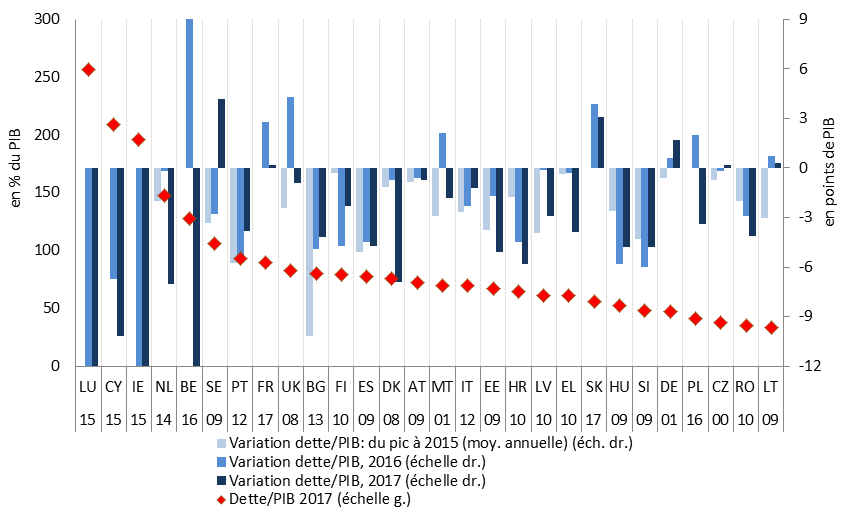 300
250
200
150
100
50
0
en % du PIB
9
6
3
0
-3
-6
-9
-12
en points de PIB
LU CY IE NL BE SE PT FR UK BG FI ES DK AT MT IT EE HR LV EL SK HU SI DE PL CZ RO LT
15 15 15 14 16 09 12 17 08 13 10 09 08 09 01 12 09 10 10 10 17 09 09 01 16 00 10 09
Variation dette/PIB: du pic à 2015 (moy. annuelle) (éch. dr.)
Variation dette/PIB, 2016 (échelle dr.)
Variation dette/PIB, 2017 (échelle dr.)
Dette/PIB 2017 (échelle g.)